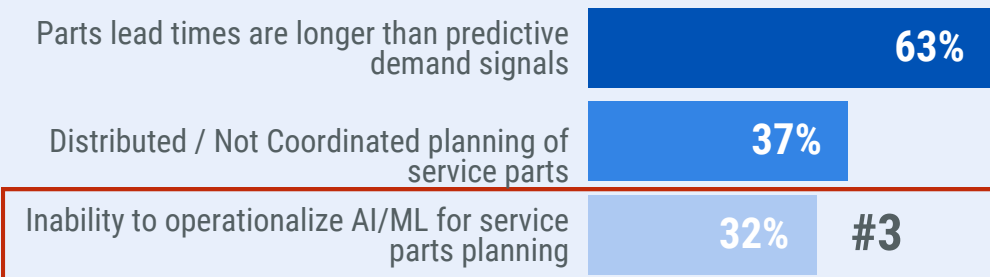 Parts lead times are longer than predictive
demand signals
63%
Distributed / Not Coordinated planning of
service parts
37%
Inability to operationalize AI/ML for service
parts planning
32%
#3